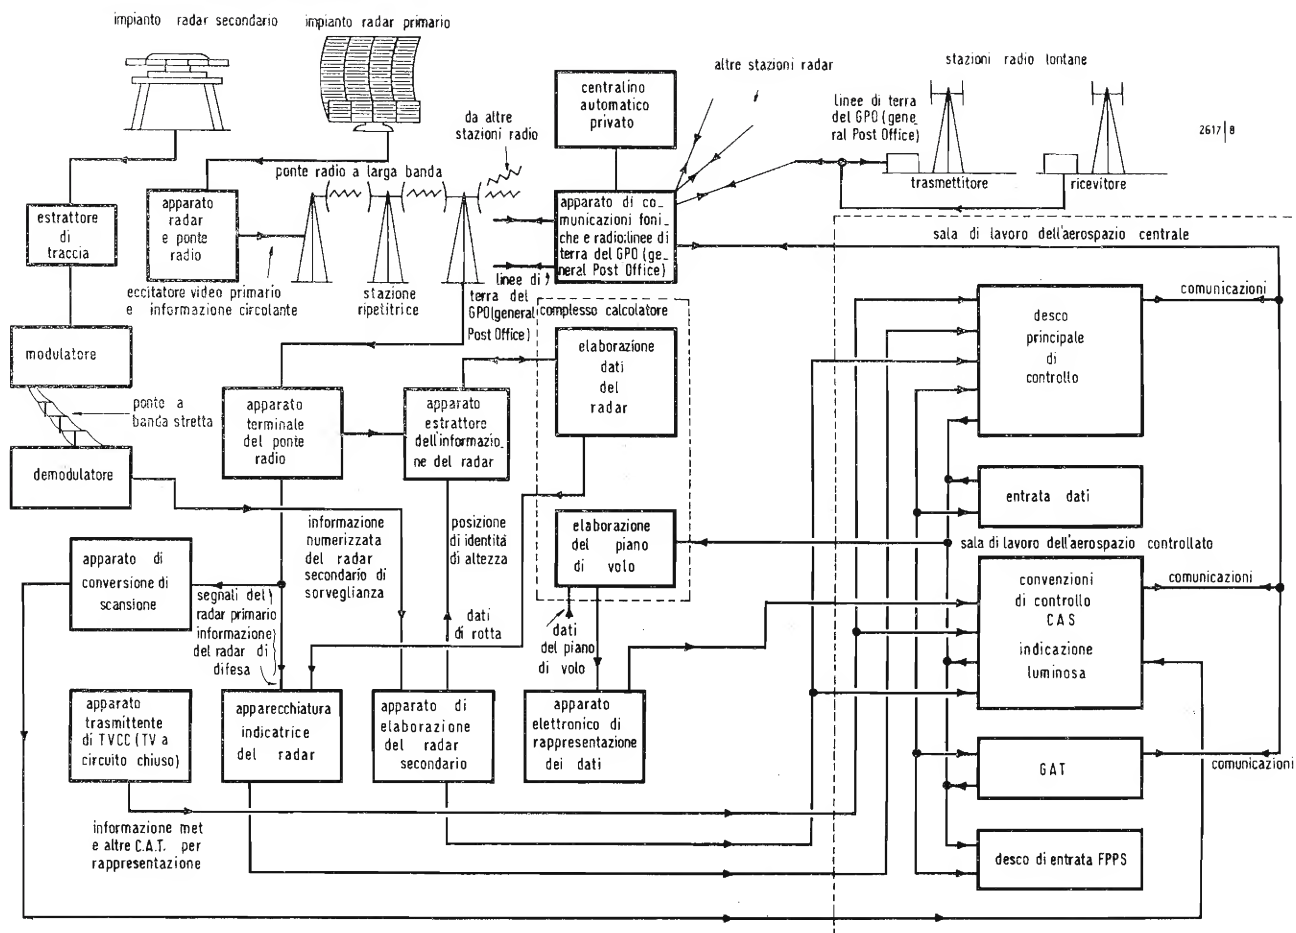 impianto radar secondario
impianto radar primario
altre stazioni radar
stazioni radio lontane
centralino
automatico
privato
da altre
stazioni radio
linee di terra
del GPO (gene_
ral Post Office)
2617|8
ponte radio a larga banda
trasmettitore
ricevitore
estrattore
di
traccia
apparato
radar
e ponte
radio
apparato di co_
municazioni foni_
che e radio:linee di
terra del GPO (ge_
neral Post Office)
sala di lavoro dell'aerospazio centrale
eccitatore video primario
e informazione circolante
stazione
ripetitrice
linee di
terra del
GPO(general
Post Office)
complesso calcolatore
comunicazioni
desco
principale
di
controllo
modulatore
elaborazione
dati
del
radar
ponte a
banda stretta
apparato
terminale
del ponte
radio
apparato
estrattore
dell'informazio_
ne del radar
demodulatore
entrata dati
informazione
numerizzata
del radar
secondario di
sorveglianza
posizione
di identità
di altezza
elaborazione
del piano
di volo
sala di lavoro dell'aerospazio controllato
apparato di
conversione di
scansione
segnali del
radar primario
informazione
del radar di
difesa
dati
di rotta
dati
del piano
di volo
convenzioni
di controllo
CAS
indicazione
luminosa
comunicazioni
apparato
trasmittente
di TVCC (TV a
circuito chiuso)
apparecchiatura
indicatrice
del radar
apparato di
elaborazione
del radar
secondario
apparato
elettronico di
rappresentazione
dei dati
GAT
comunicazioni
informazione met
e altre C.A.T. per
rappresentazione
desco di entrata FPPS